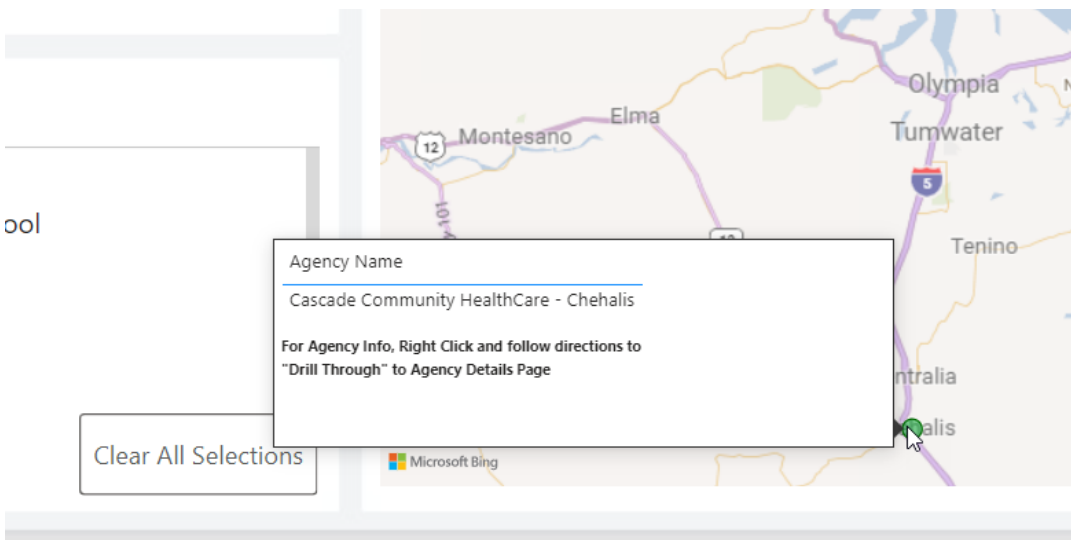 Olympia
Elma
Montesano
12
Tumwater
5
101
ool
Tenino
Agency Name
Cascade Community HealthCare - Chehalis
For Agency Info, Right Click and follow directions to
"Drill Through" to Agency Details Page
ntralia
alis
Clear All Selections
Microsoft Bing